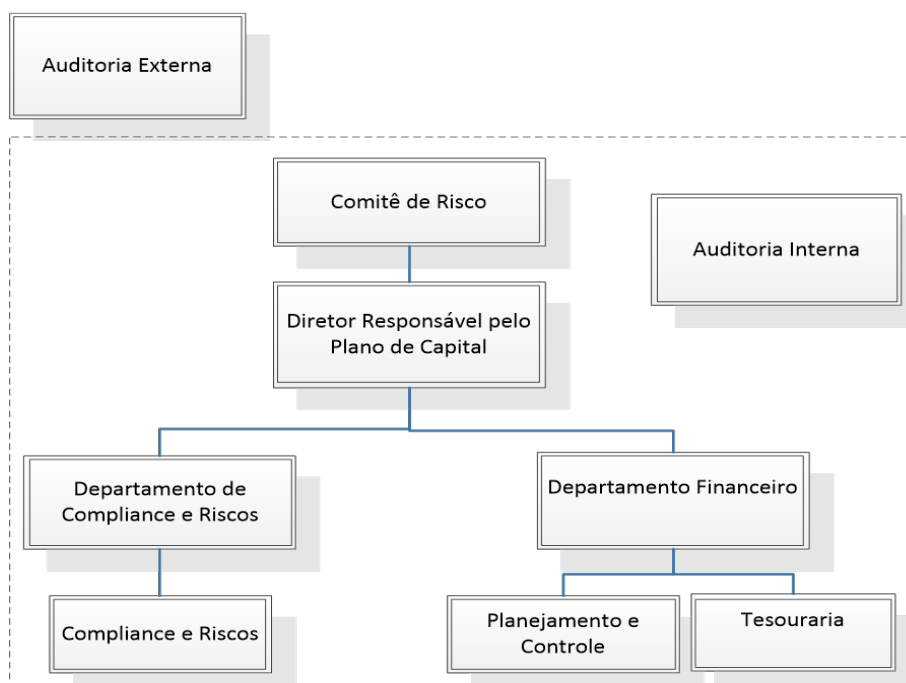 Auditoria Externa
Comitê de Risco
Auditoria Interna
Diretor Responsável pelo
Plano de Capital
Departamento de
Compliance e Riscos
Departamento Financeiro
Compliance e Riscos
Planejamento e
Controle
Tesouraria